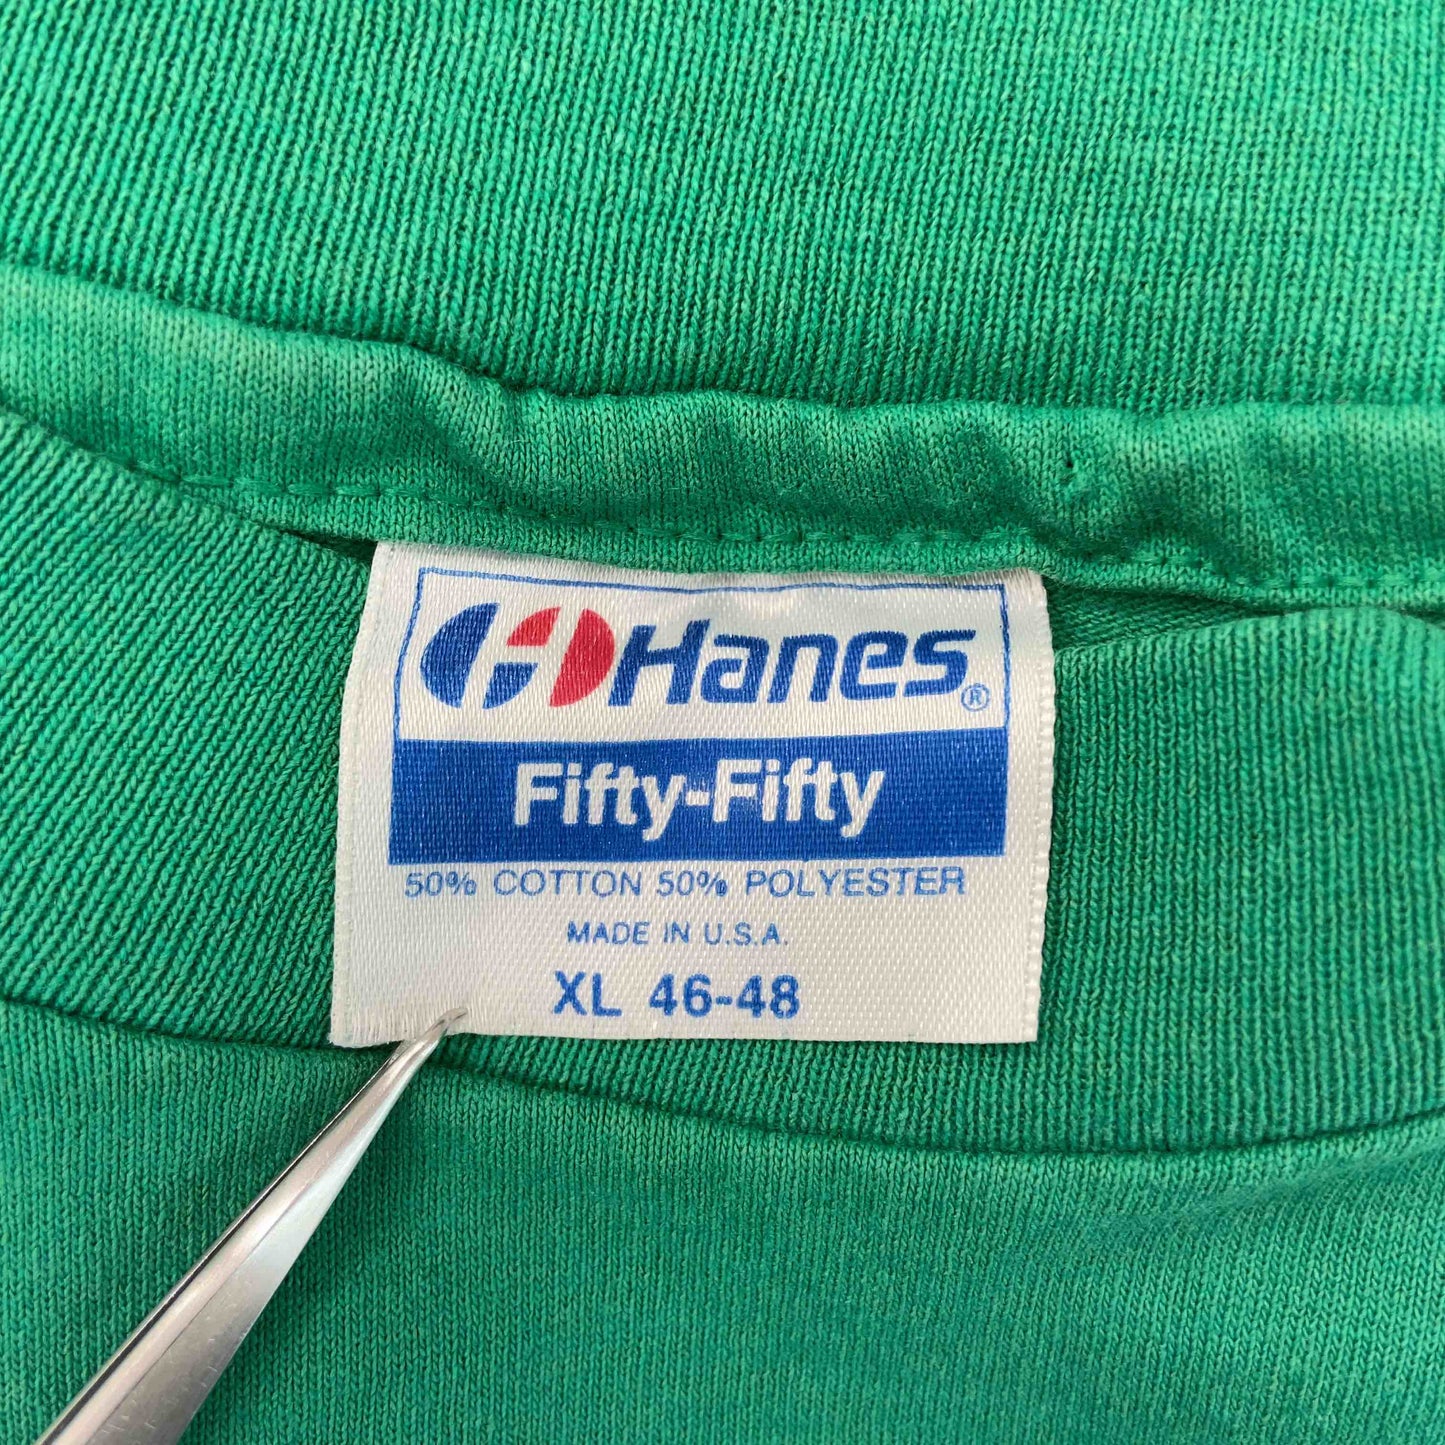 Hanes®
Fifty-Fifty
50% COTTON 50% POLYESTER
MADE IN U.S.A.
XL 46-48